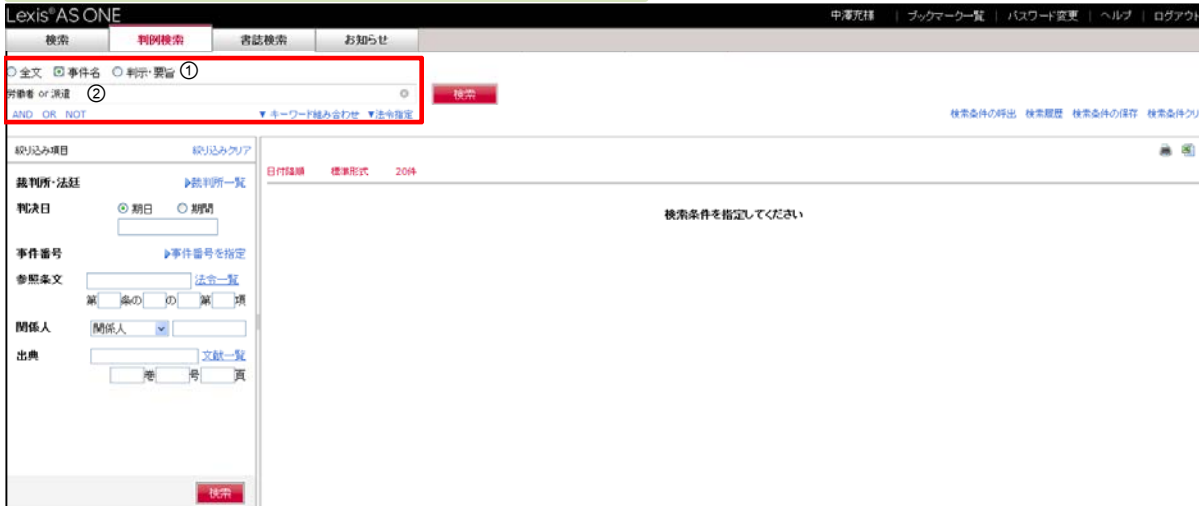 Lexis®AS ONE
中澤充様 | ブックマーク一覧 | パスワード変更 | ヘルプ | ログアウト
検索 判例検索 書誌検索 お知らせ
全文 事件名 判示・要旨 ①
労働者 or 派遣 ②
検索
AND OR NOT ▼ キーワード組み合わせ ▼法令指定
検索条件の呼出 検索履歴 検索条件の保存 検索条件クリ
絞り込み項目 絞り込みクリア
日付降順 標準形式 20件
裁判所・法廷 ▶裁判所一覧
検索条件を指定してください
判決日 期日 期間
事件番号 ▶事件番号を指定
参照条文 法令一覧
第 条の の 第 項
関係人 関係人
出典 文献一覧
巻 号 頁
検索